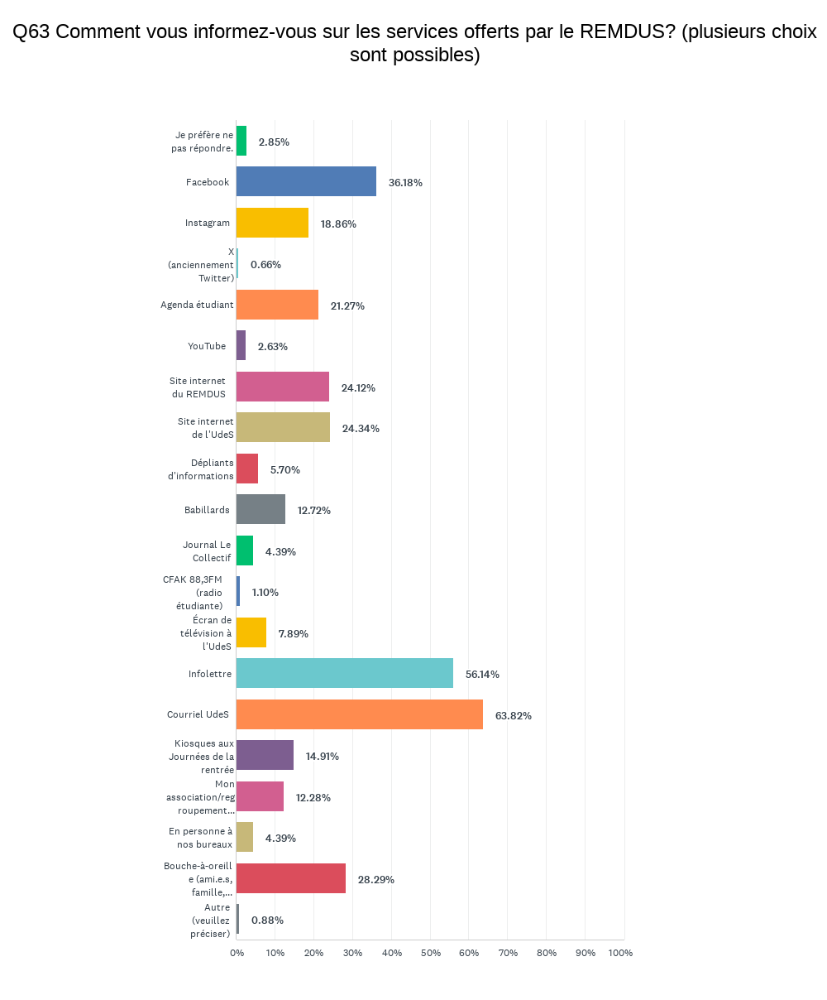 Q63 Comment vous informez-vous sur les services offerts par le REMDUS? (plusieurs choix
sont possibles)
Je préfère ne
pas répondre.
2.85%
Facebook
36.18%
Instagram
18.86%
X
(anciennement
Twitter)
0.66%
Agenda étudiant
21.27%
YouTube
2.63%
Site internet
du REMDUS
24.12%
Site internet
de l'UdeS
24.34%
Dépliants
d'informations
5.70%
Babillards
12.72%
Journal Le
Collectif
4.39%
CFAK 88,3FM
(radio
étudiante)
1.10%
Écran de
télévision à
l'UdeS
7.89%
Infolettre
56.14%
Courriel UdeS
63.82%
Kiosques aux
Journées de la
rentrée
14.91%
Mon
association/reg
roupement...
12.28%
En personne à
nos bureaux
4.39%
Bouche-à-oreill
e (ami.e.s,
famille,...
28.29%
Autre
(veuillez
préciser)
0.88%
0% 10% 20% 30% 40% 50% 60% 70% 80% 90% 100%